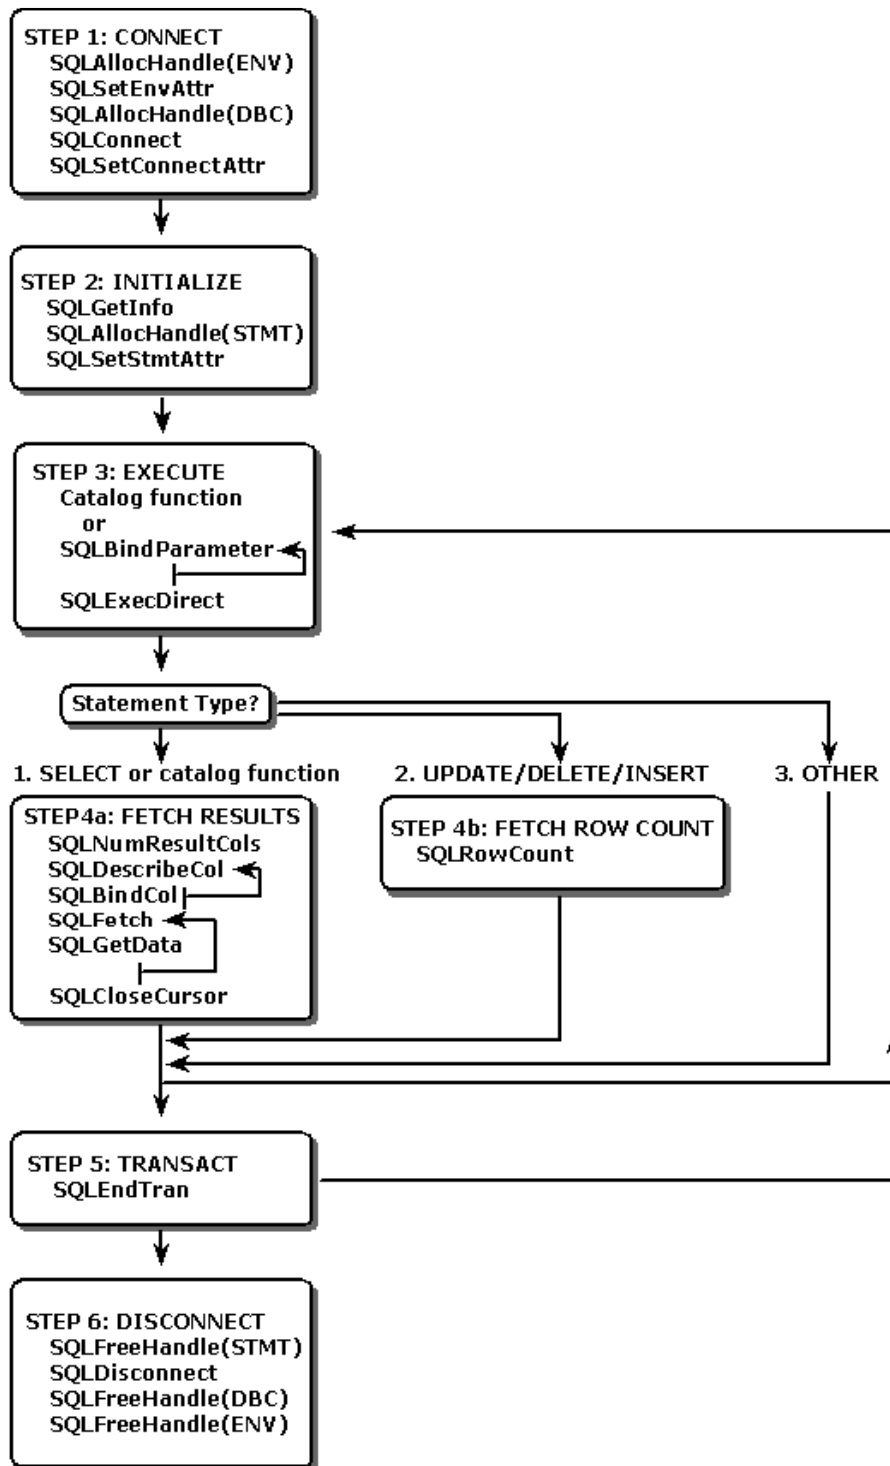 STEP 1: CONNECT
SQLAllocHandle(ENV)
SQLSetEnvAttr
SQLAllocHandle(DBC)
SQLConnect
SQLSetConnectAttr
STEP 2: INITIALIZE
SQLGetInfo
SQLAllocHandle(STMT)
SQLSetStmtAttr
STEP 3: EXECUTE
Catalog function
or
SQLBindParameter
SQLExecDirect
Statement Type?
1. SELECT or catalog function
2. UPDATE/DELETE/INSERT
3. OTHER
STEP4a: FETCH RESULTS
SQLNumResultCols
SQLDescribeCol
SQLBindCol
SQLFetch
SQLGetData
SQLCloseCursor
STEP 4b: FETCH ROW COUNT
SQLRowCount
STEP 5: TRANSACT
SQLEndTran
STEP 6: DISCONNECT
SQLFreeHandle(STMT)
SQLDisconnect
SQLFreeHandle(DBC)
SQLFreeHandle(ENV)